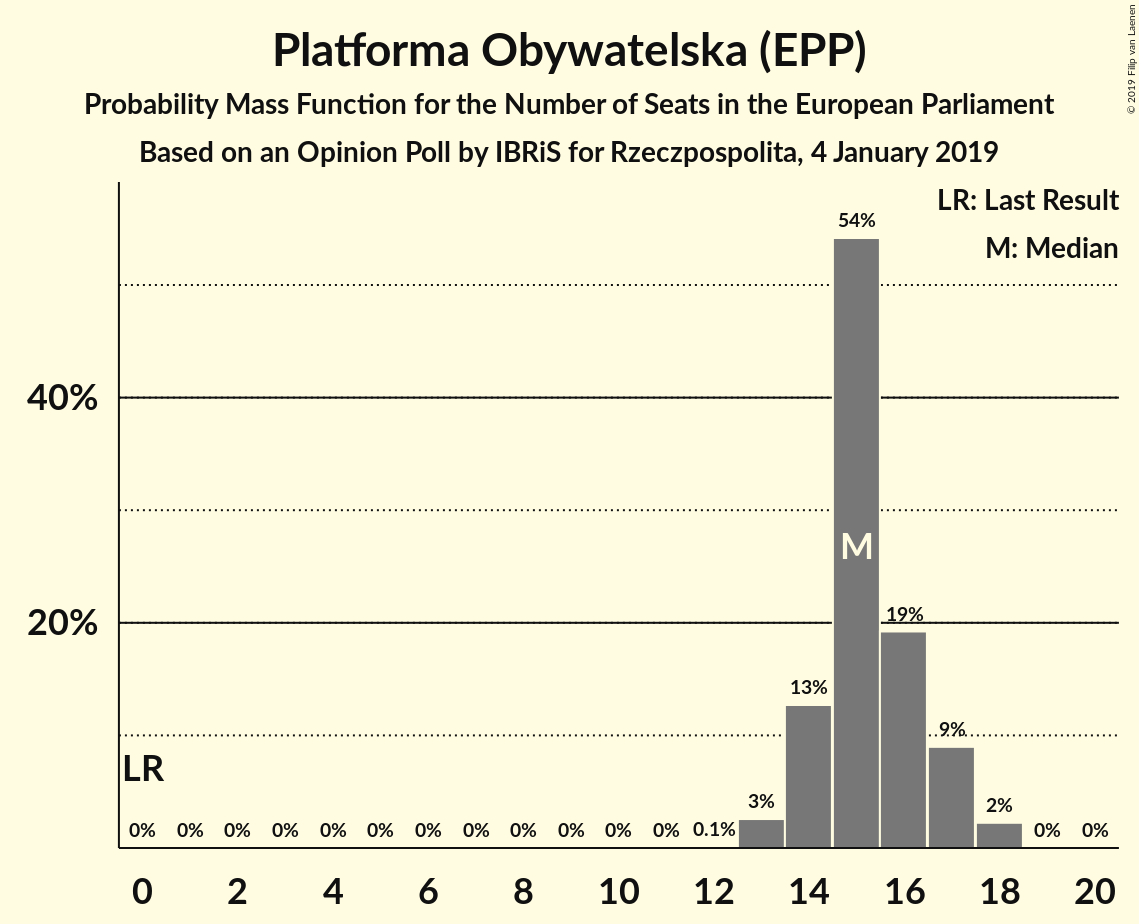 Platforma Obywatelska (EPP)
Probability Mass Function for the Number of Seats in the European Parliament
Based on an Opinion Poll by IBRiS for Rzeczpospolita, 4 January 2019
© 2019 Filip van Laenen
LR: Last Result
M: Median
54%
40%
M
20%
19%
13%
9%
LR
3%
2%
0% 0% 0% 0% 0% 0% 0% 0% 0% 0% 0% 0% 0.1% 0% 0%
0 2 4 6 8 10 12 14 16 18 20